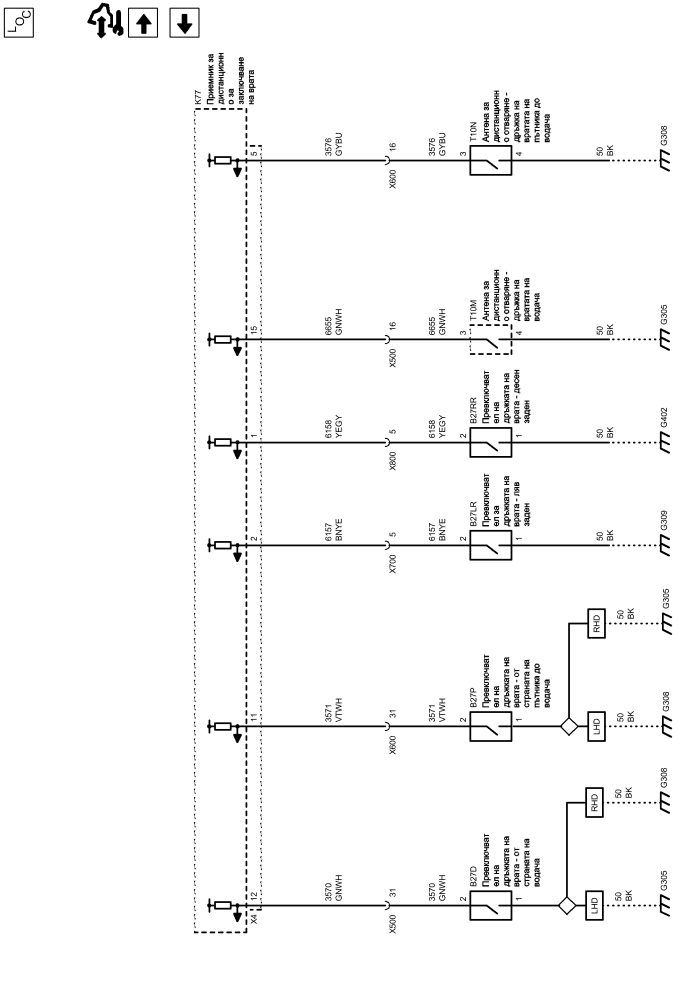 LOC
K77
Приемник за
дистанционн
о за
заключване
на врата
X4
12
3570
GNWH
31
X500
3570
GNWH
2
B27D
Превключват
ел на
дръжката на
врата - от
страната на
водача
1
LHD
RHD
50
BK
G305
50
BK
G308
11
3571
VTWH
31
X600
3571
VTWH
2
B27P
Превключват
ел на
дръжката на
врата - от
страната на
пътника до
водача
1
LHD
RHD
50
BK
G308
50
BK
G305
2
6157
BNYE
5
X700
6157
BNYE
2
B27LR
Превключват
ел за
дръжката на
врата - ляв
заден
1
50
BK
G309
1
6158
YEGY
5
X800
6158
YEGY
2
B27RR
Превключват
ел на
дръжката на
врата - десен
заден
1
50
BK
G402
15
6655
GNWH
16
X500
6655
GNWH
3
T10M
Антена за
дистанционн
о отваряне -
дръжка на
вратата на
водача
4
50
BK
G305
5
3576
GYBU
16
X600
3576
GYBU
3
T10N
Антена за
дистанционн
о отваряне -
дръжка на
вратата на
пътника до
водача
4
50
BK
G308